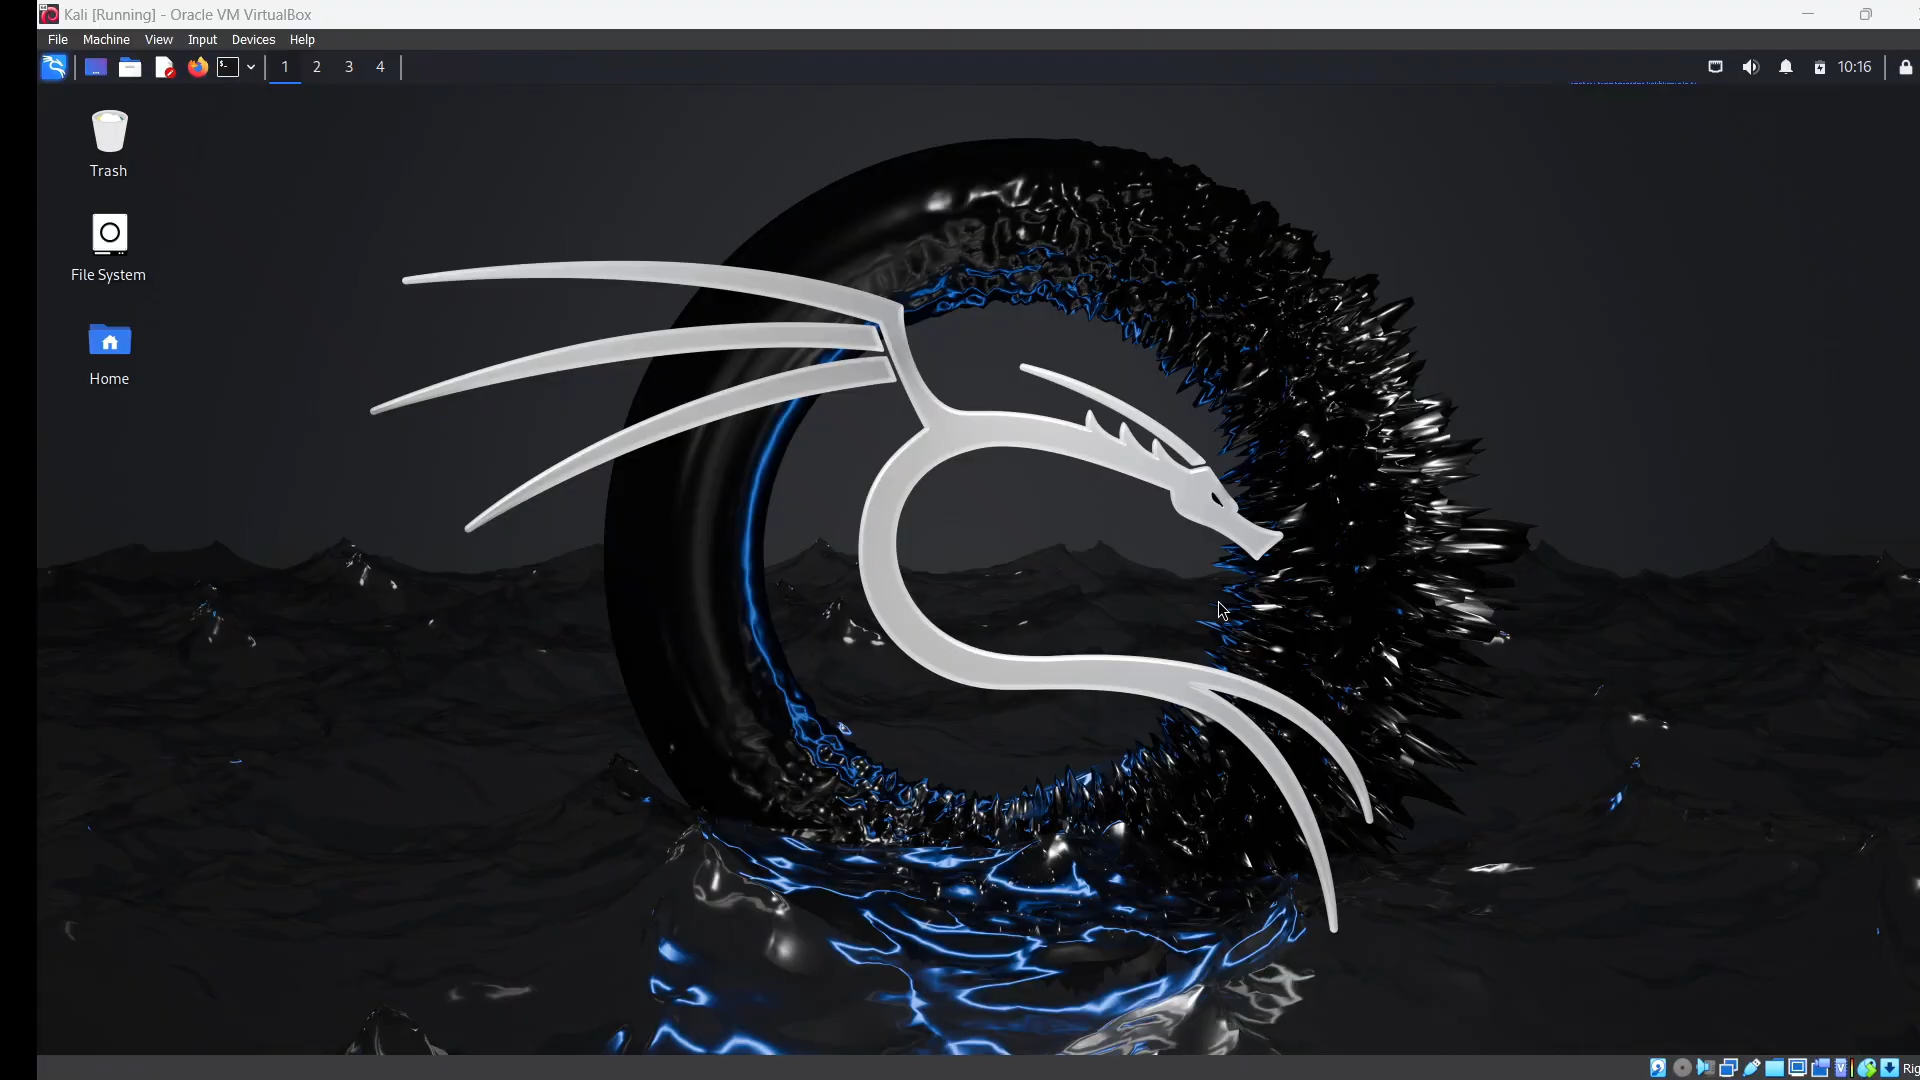 Kali [Running] - Oracle VM VirtualBox
File Machine View Input Devices Help
1 2 3 4
10:16
Trash
File System
Home